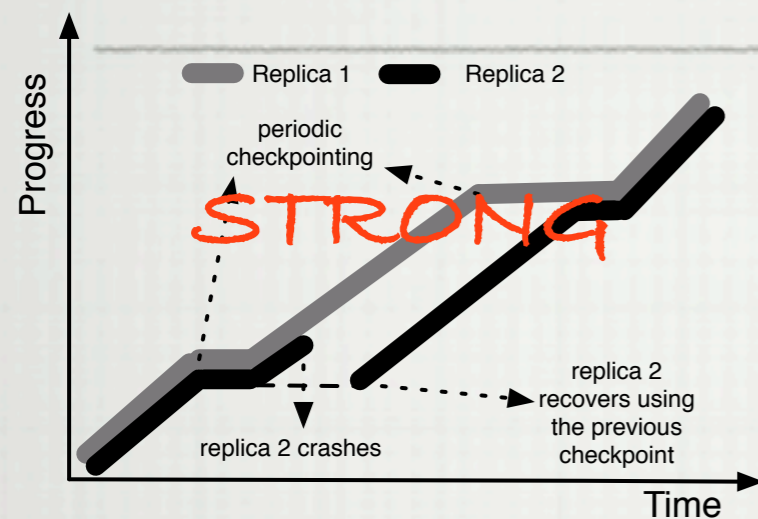 Replica 1 Replica 2
Progress
periodic
checkpointing
STRONG
replica 2
recovers using
the previous
checkpoint
replica 2 crashes
Time